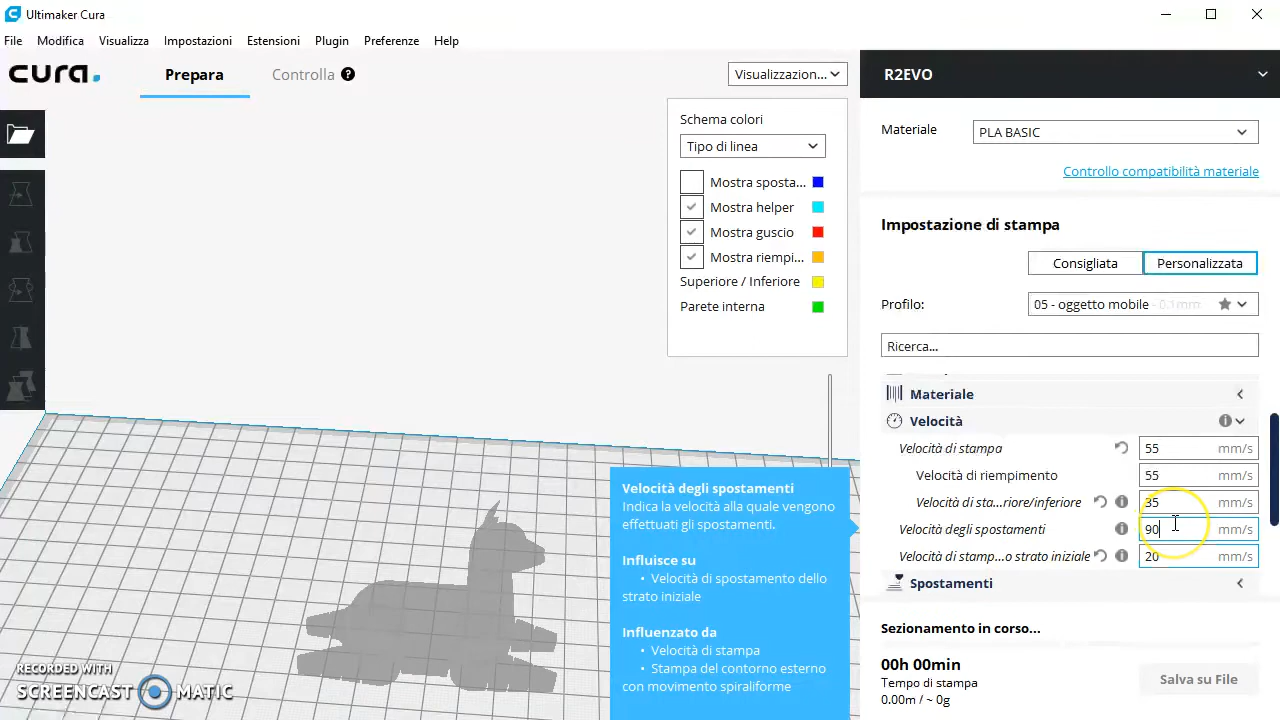 Ultimaker Cura
File Modifica Visualizza Impostazioni Estensioni Plugin Preferenze Help
cura.
Prepara
Controlla ?
Visualizzazion...
R2EVO
Schema colori
Tipo di linea
Mostra sposta...
Mostra helper
Mostra guscio
Mostra riempi...
Superiore / Inferiore
Parete interna
Materiale
PLA BASIC
Controllo compatibilità materiale
Impostazione di stampa
Consigliata
Personalizzata
Profilo:
05 - oggetto mobile - 0.1mm
Ricerca...
Materiale
Velocità
Velocità di stampa 55 mm/s
Velocità di riempimento 55 mm/s
Velocità di sta...riore/inferiore 35 mm/s
Velocità degli spostamenti 90 mm/s
Velocità di stamp...o strato iniziale 20 mm/s
Spostamenti
Velocità degli spostamenti
Indica la velocità alla quale vengono
effettuati gli spostamenti.
Influisce su
• Velocità di spostamento dello
strato iniziale
Influenzato da
• Velocità di stampa
• Stampa del contorno esterno
con movimento spiraliforme
Sezionamento in corso...
00h 00min
Tempo di stampa
0.00m / ~ 0g
Salva su File
RECORDED WITH
SCREENCAST MATIC